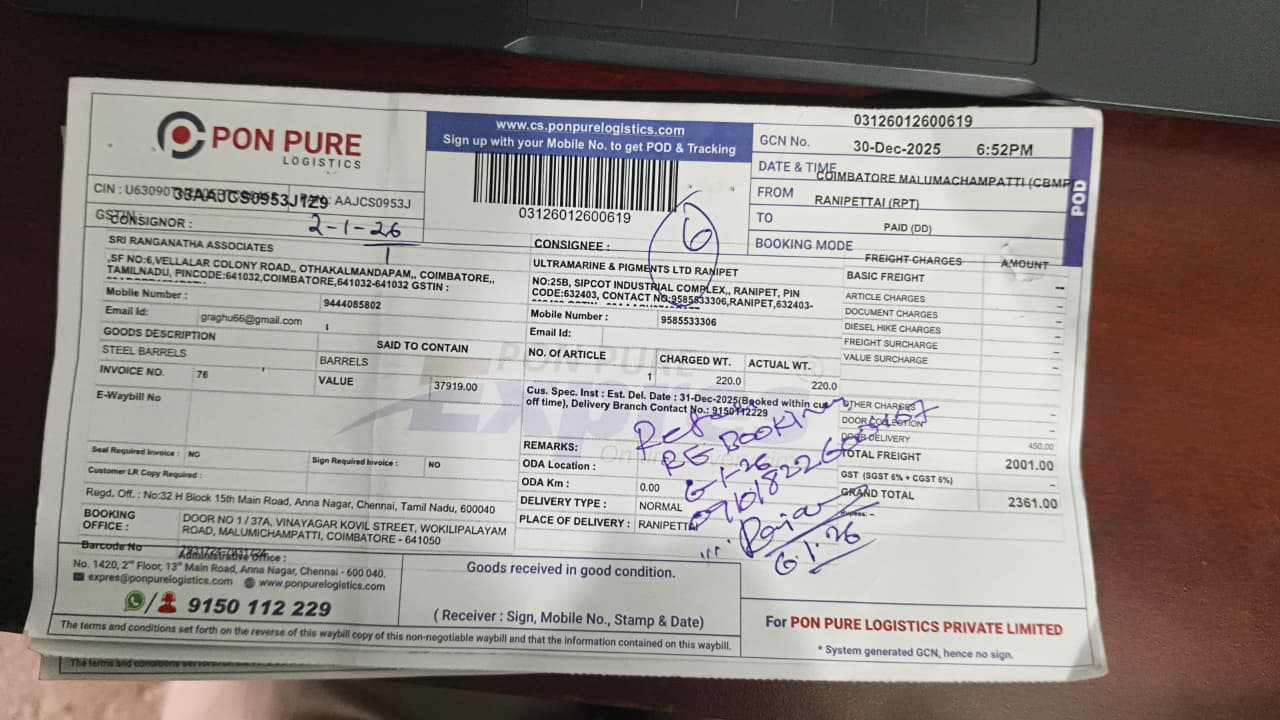 PON PURE
LOGISTICS
www.cs.ponpurelogistics.com
Sign up with your Mobile No. to get POD & Tracking
03126012600619
03126012600619
GCN No.
30-Dec-2025 6:52PM
DATE & TIME
COIMBATORE MALUMACHAMPATTI (CBMP
FROM
RANIPETTAI (RPT)
TO
PAID (DD)
BOOKING MODE
POD
CIN : U63090
33AAJCS0953J1Z9
AAJCS0953J
GSTIN
CONSIGNOR :
2-1-26
1
6
SRI RANGANATHA ASSOCIATES
,SF NO:6,VELLALAR COLONY ROAD,, OTHAKALMANDAPAM,, COIMBATORE,,
TAMILNADU, PINCODE:641032,COIMBATORE,641032-641032 GSTIN :
Mobile Number : 9444085802
Email Id: graghu66@gmail.com
CONSIGNEE :
ULTRAMARINE & PIGMENTS LTD RANIPET
NO:25B, SIPCOT INDUSTRIAL COMPLEX,, RANIPET, PIN
CODE:632403, CONTACT NO:9585533306,RANIPET,632403-
Mobile Number : 9585533306
Email Id:
GOODS DESCRIPTION SAID TO CONTAIN
STEEL BARRELS BARRELS
INVOICE NO. 76 VALUE 37919.00
E-Waybill No
NO. OF ARTICLE CHARGED WT. ACTUAL WT.
1 220.0 220.0
PON PURE
Express
Cus. Spec. Inst : Est. Del. Date : 31-Dec-2025(Booked within cut
off time), Delivery Branch Contact No.: 9150112229
FREIGHT CHARGES AMOUNT
BASIC FREIGHT --
ARTICLE CHARGES –
DOCUMENT CHARGES –
DIESEL HIKE CHARGES –
FREIGHT SURCHARGE –
VALUE SURCHARGE –
OTHER CHARGES –
DOOR COLLECTION –
DOOR DELIVERY 450.00
TOTAL FREIGHT 2001.00
GST (SGST 6% + CGST 6%) –
GRAND TOTAL 2361.00
REMARKS:
ODA Location :
ODA Km : 0.00
DELIVERY TYPE : NORMAL
PLACE OF DELIVERY : RANIPETTAI
RE BOOKING
6-1-26
6.1.26
Seal Required Invoice : NO Sign Required Invoice : NO
Customer LR Copy Required :
Regd. Off. : No:32 H Block 15th Main Road, Anna Nagar, Chennai, Tamil Nadu, 600040
BOOKING
OFFICE :
DOOR NO 1 / 37A, VINAYAGAR KOVIL STREET, WOKILIPALAYAM
ROAD, MALUMICHAMPATTI, COIMBATORE - 641050
Barcode No
Administrative Office :
No. 1420, 2nd Floor, 13th Main Road, Anna Nagar, Chennai - 600 040.
expres@ponpurelogistics.com www.ponpurelogistics.com
9150 112 229
Goods received in good condition.
( Receiver : Sign, Mobile No., Stamp & Date)
For PON PURE LOGISTICS PRIVATE LIMITED
* System generated GCN, hence no sign.
The terms and conditions set forth on the reverse of this waybill copy of this non-negotiable waybill and that the information contained on this waybill.
The terms and conditions